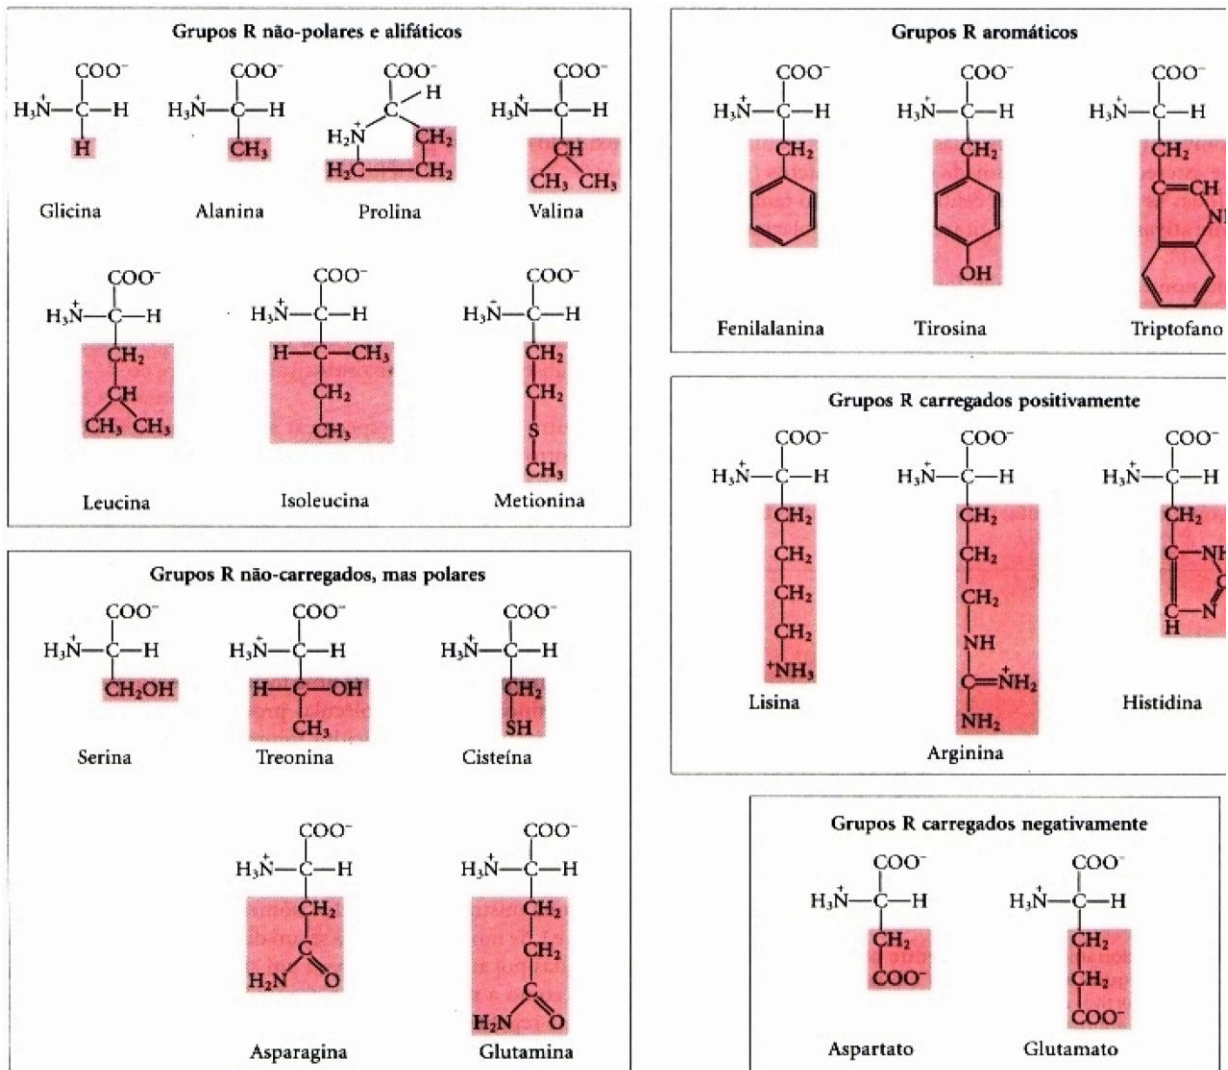 Grupos R não-polares e alifáticos
COO⁻ COO⁻ COO⁻ COO⁻
H₃N⁺—C—H H₃N⁺—C—H H H₃N⁺—C—H
H CH₃ H₂N⁺ C CH₂ CH
H₂C CH₂ CH₃ CH₃
Glicina Alanina Prolina Valina
COO⁻ COO⁻ COO⁻
H₃N⁺—C—H H₃N⁺—C—H H₃N—C—H
CH₂ H—C—CH₃ CH₂
CH CH₂ CH₂
CH₃ CH₃ CH₃ S
CH₃
Leucina Isoleucina Metionina
Grupos R não-carregados, mas polares
COO⁻ COO⁻ COO⁻
H₃N⁺—C—H H₃N⁺—C—H H₃N⁺—C—H
CH₂OH H—C—OH CH₂
CH₃ SH
Serina Treonina Cisteína
COO⁻ COO⁻
H₃N⁺—C—H H₃N⁺—C—H
CH₂ CH₂
C CH₂
H₂N O C
H₂N O
Asparagina Glutamina
Grupos R aromáticos
COO⁻ COO⁻ COO⁻
H₃N⁺—C—H H₃N⁺—C—H H₃N⁺—C—H
CH₂ CH₂ CH₂
C=CH
OH
Fenilalanina Tirosina Triptofano
Grupos R carregados positivamente
COO⁻ COO⁻ COO⁻
H₃N⁺—C—H H₃N⁺—C—H H₃N⁺—C—H
CH₂ CH₂ CH₂
CH₂ CH₂ C—NH
CH₂ CH₂ C N
CH₂ NH H
⁺NH₃ C=N⁺H₂
NH₂
Lisina Arginina Histidina
Grupos R carregados negativamente
COO⁻ COO⁻
H₃N⁺—C—H H₃N⁺—C—H
CH₂ CH₂
COO⁻ CH₂
COO⁻
Aspartato Glutamato